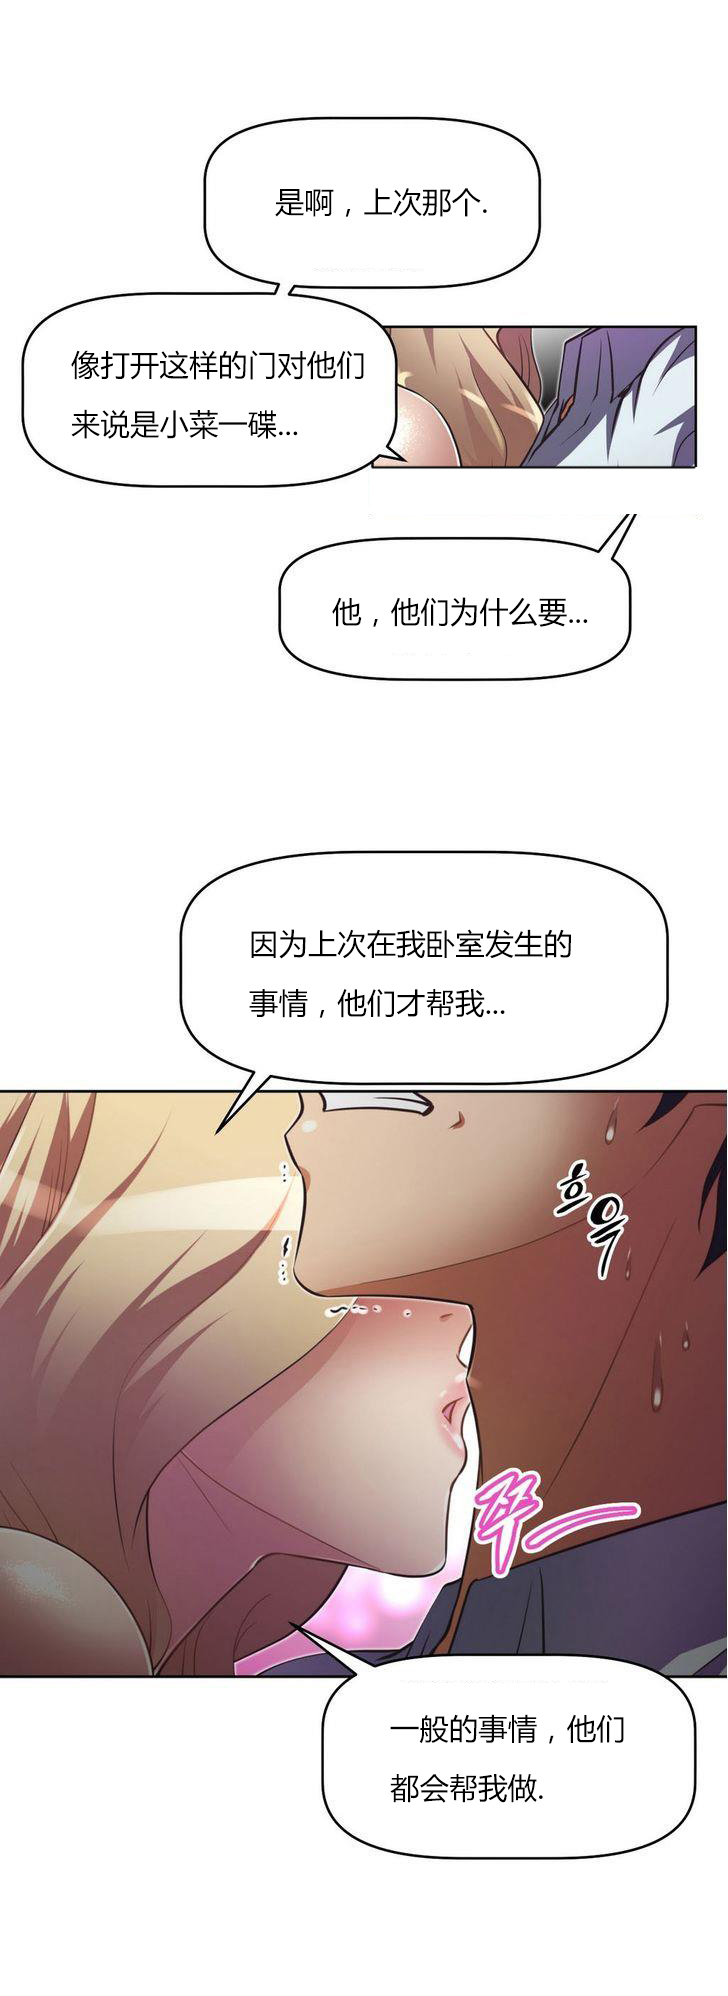 是啊，上次那个.
像打开这样的门对他们
来说是小菜一碟...
他，他们为什么要...
因为上次在我卧室发生的
事情，他们才帮我...
흐윽
쭈
一般的事情，他们
都会帮我做.